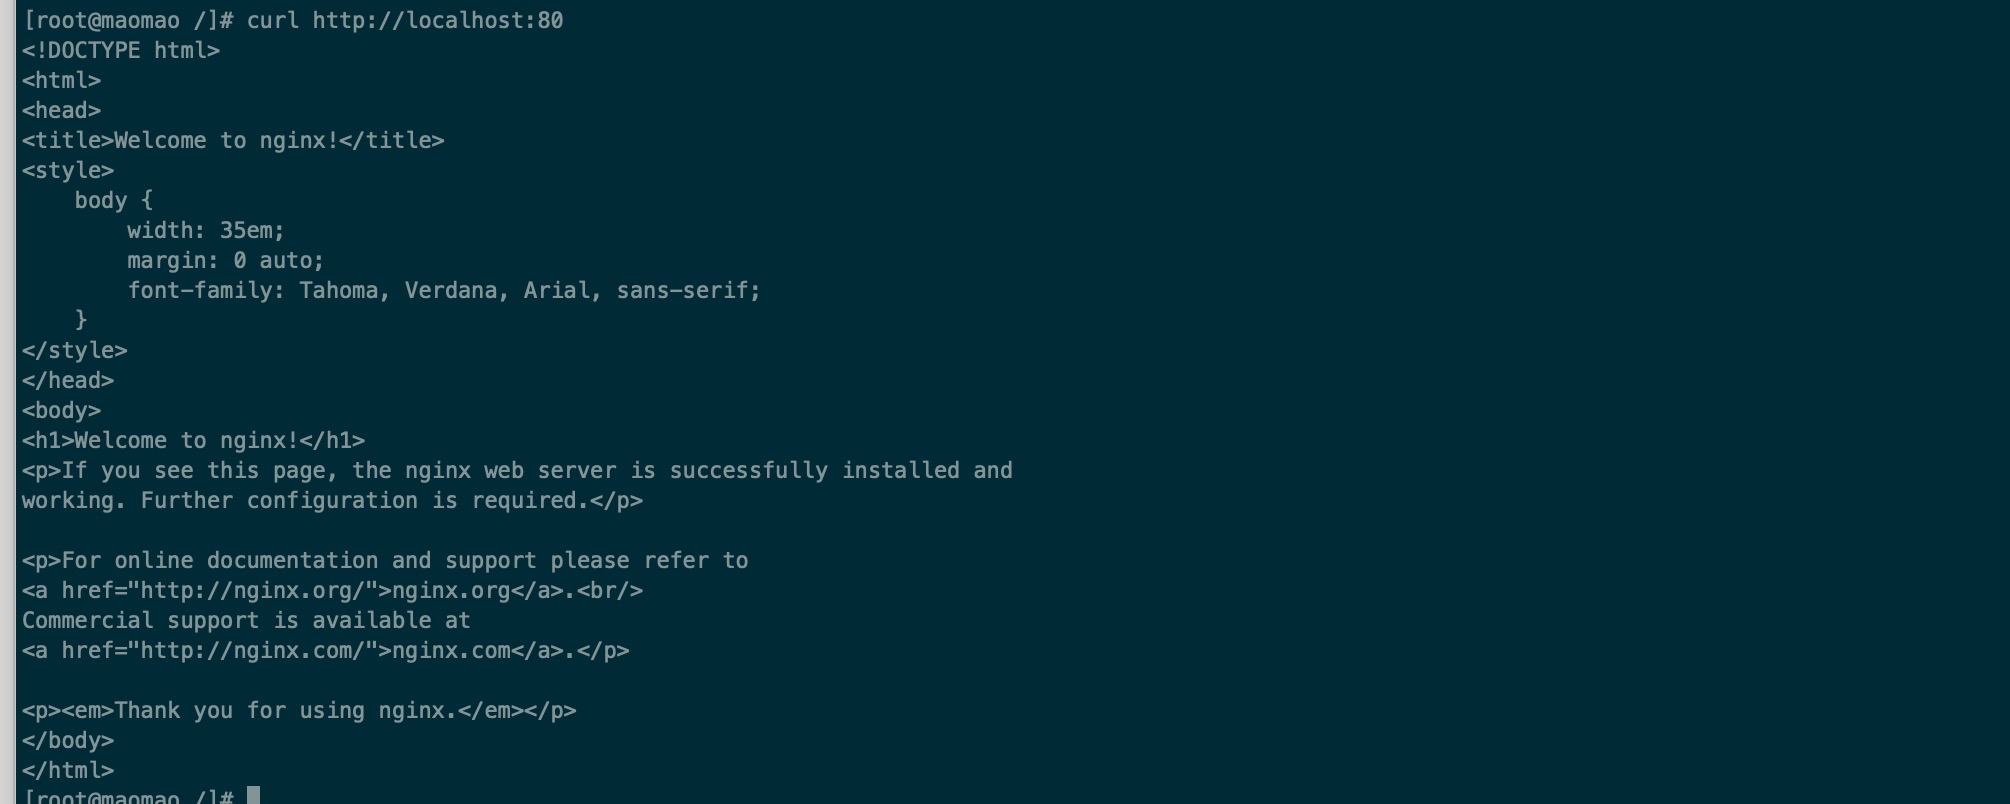 [root@maomao /]# curl http://localhost:80
<!DOCTYPE html>
<html>
<head>
<title>Welcome to nginx!</title>
<style>
    body {
        width: 35em;
        margin: 0 auto;
        font-family: Tahoma, Verdana, Arial, sans-serif;
    }
</style>
</head>
<body>
<h1>Welcome to nginx!</h1>
<p>If you see this page, the nginx web server is successfully installed and
working. Further configuration is required.</p>

<p>For online documentation and support please refer to
<a href="http://nginx.org/">nginx.org</a>.<br/>
Commercial support is available at
<a href="http://nginx.com/">nginx.com</a>.</p>

<p><em>Thank you for using nginx.</em></p>
</body>
</html>
[root@maomao /]#